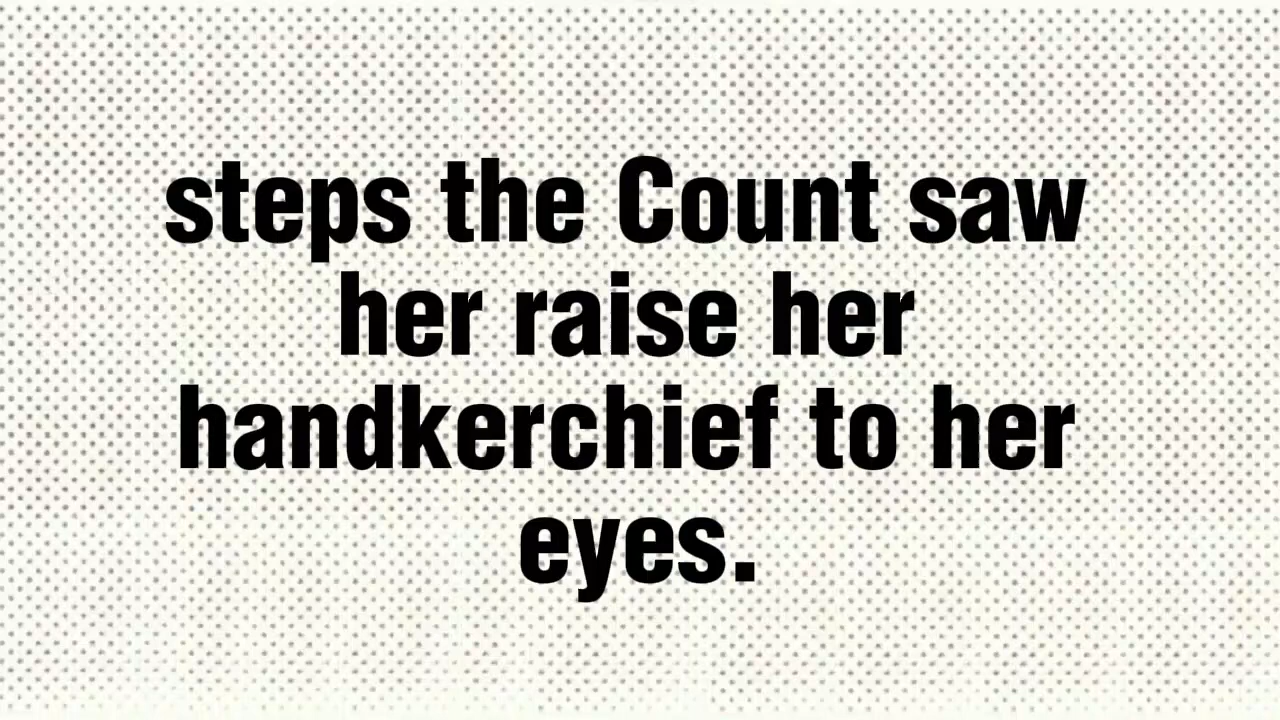 steps the Count saw
her raise her
handkerchief to her
eyes.